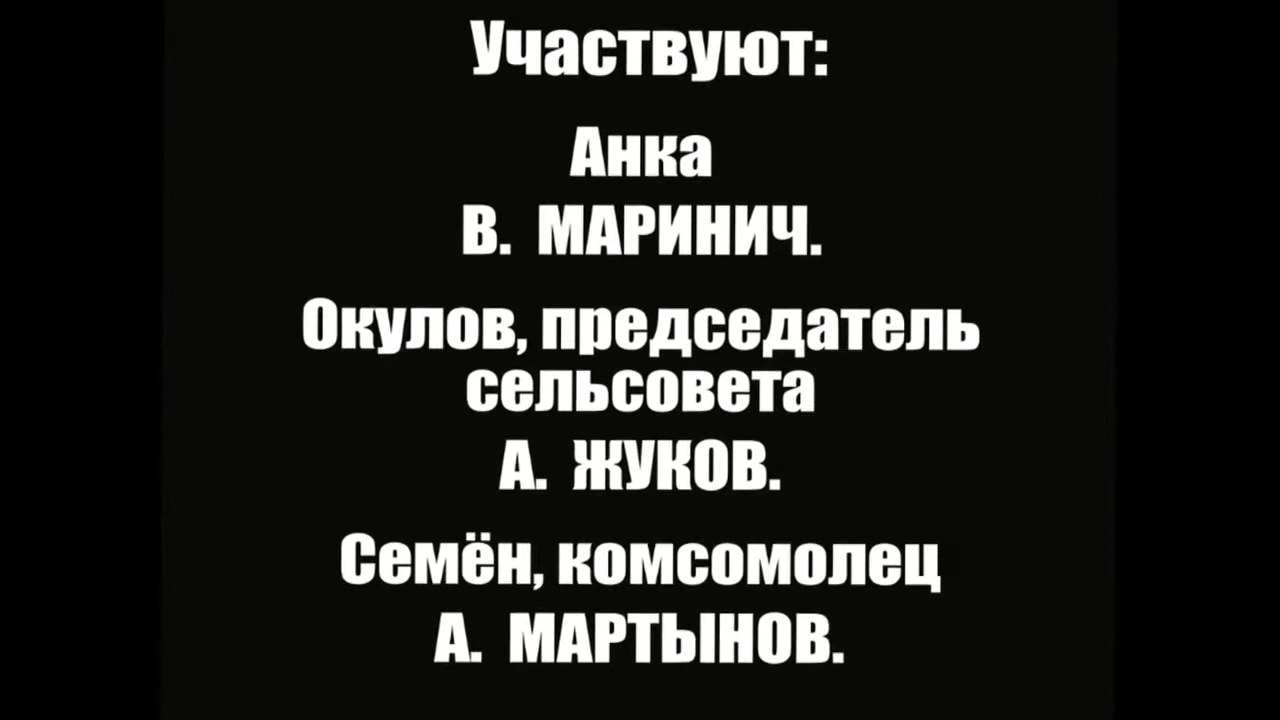 Участвуют:
Анка
В. МАРИНИЧ.
Окулов, председатель
сельсовета
А. ЖУКОВ.
Семён, комсомолец
А. МАРТЫНОВ.